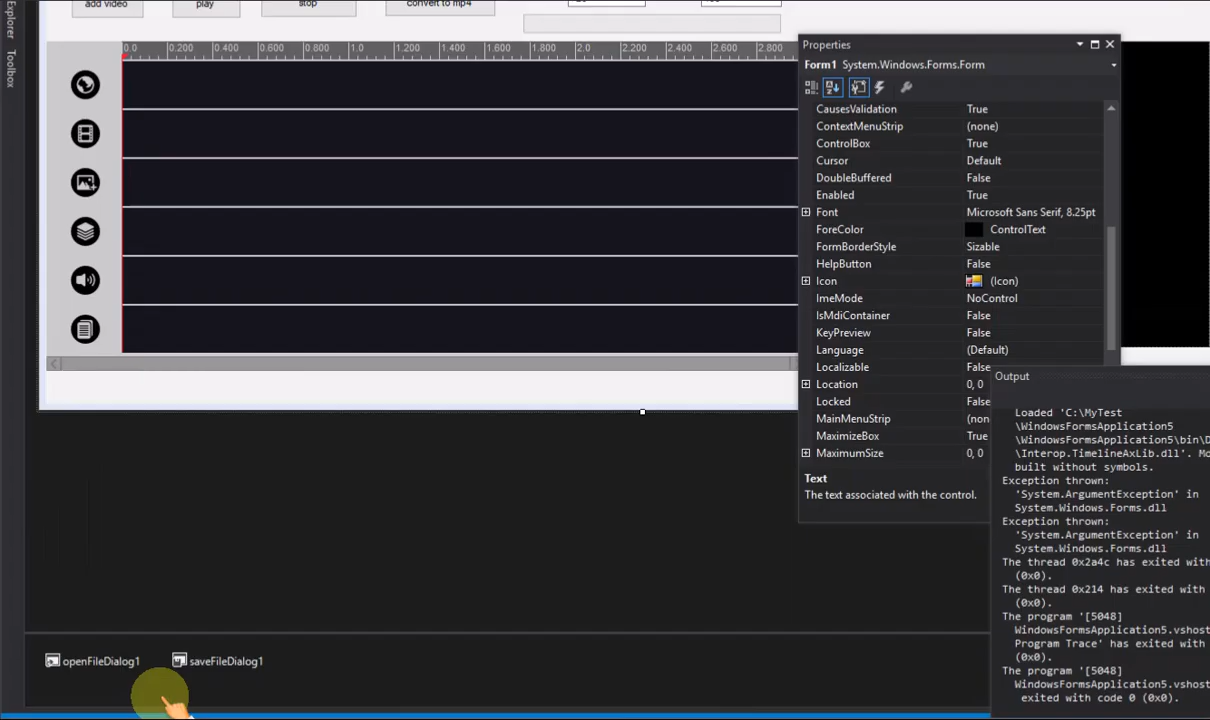 Explorer
Toolbox
add video
play
stop
convert to mp4
0.0 0.200 0.400 0.600 0.800 1.0 1.200 1.400 1.600 1.800 2.0 2.200 2.400 2.600 2.800
Properties
Form1 System.Windows.Forms.Form
CausesValidation True
ContextMenuStrip (none)
ControlBox True
Cursor Default
DoubleBuffered False
Enabled True
Font Microsoft Sans Serif, 8.25pt
ForeColor ControlText
FormBorderStyle Sizable
HelpButton False
Icon (Icon)
ImeMode NoControl
IsMdiContainer False
KeyPreview False
Language (Default)
Localizable False
Location 0, 0
Locked False
MainMenuStrip (non
MaximizeBox True
MaximumSize 0, 0
Text
The text associated with the control.
Output
Loaded 'C:\MyTest
\WindowsFormsApplication5
\WindowsFormsApplication5\bin\D
\Interop.TimelineAxLib.dll'. Mo
built without symbols.
Exception thrown:
'System.ArgumentException' in
System.Windows.Forms.dll
Exception thrown:
'System.ArgumentException' in
System.Windows.Forms.dll
The thread 0x2a4c has exited with
(0x0).
The thread 0x214 has exited with
(0x0).
The program '[5048]
WindowsFormsApplication5.vshost
Program Trace' has exited with
(0x0).
The program '[5048]
WindowsFormsApplication5.vshost
exited with code 0 (0x0).
openFileDialog1
saveFileDialog1